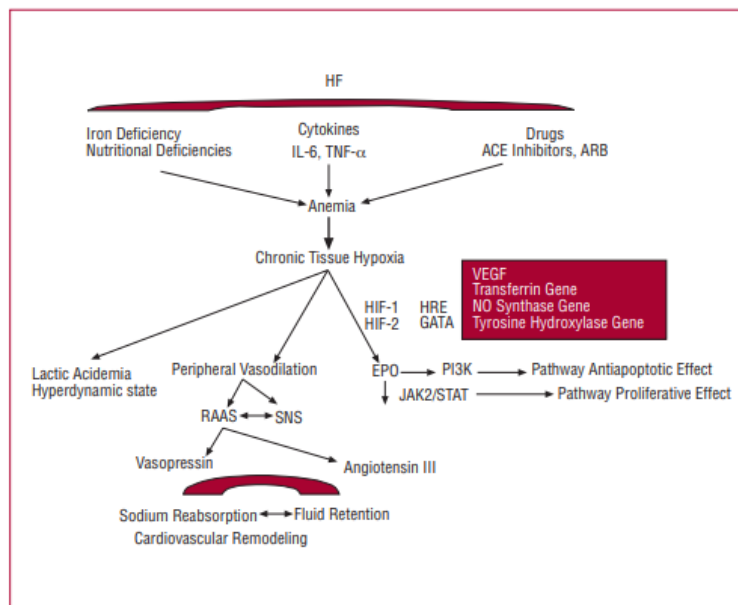 HF
Iron Deficiency
Nutritional Deficiencies
Cytokines
IL-6, TNF-α
Drugs
ACE Inhibitors, ARB
Anemia
Chronic Tissue Hypoxia
HIF-1 HRE
HIF-2 GATA
VEGF
Transferrin Gene
NO Synthase Gene
Tyrosine Hydroxylase Gene
Lactic Acidemia
Hyperdynamic state
Peripheral Vasodilation
EPO PI3K Pathway Antiapoptotic Effect
JAK2/STAT Pathway Proliferative Effect
RAAS SNS
Vasopressin
Angiotensin III
Sodium Reabsorption Fluid Retention
Cardiovascular Remodeling